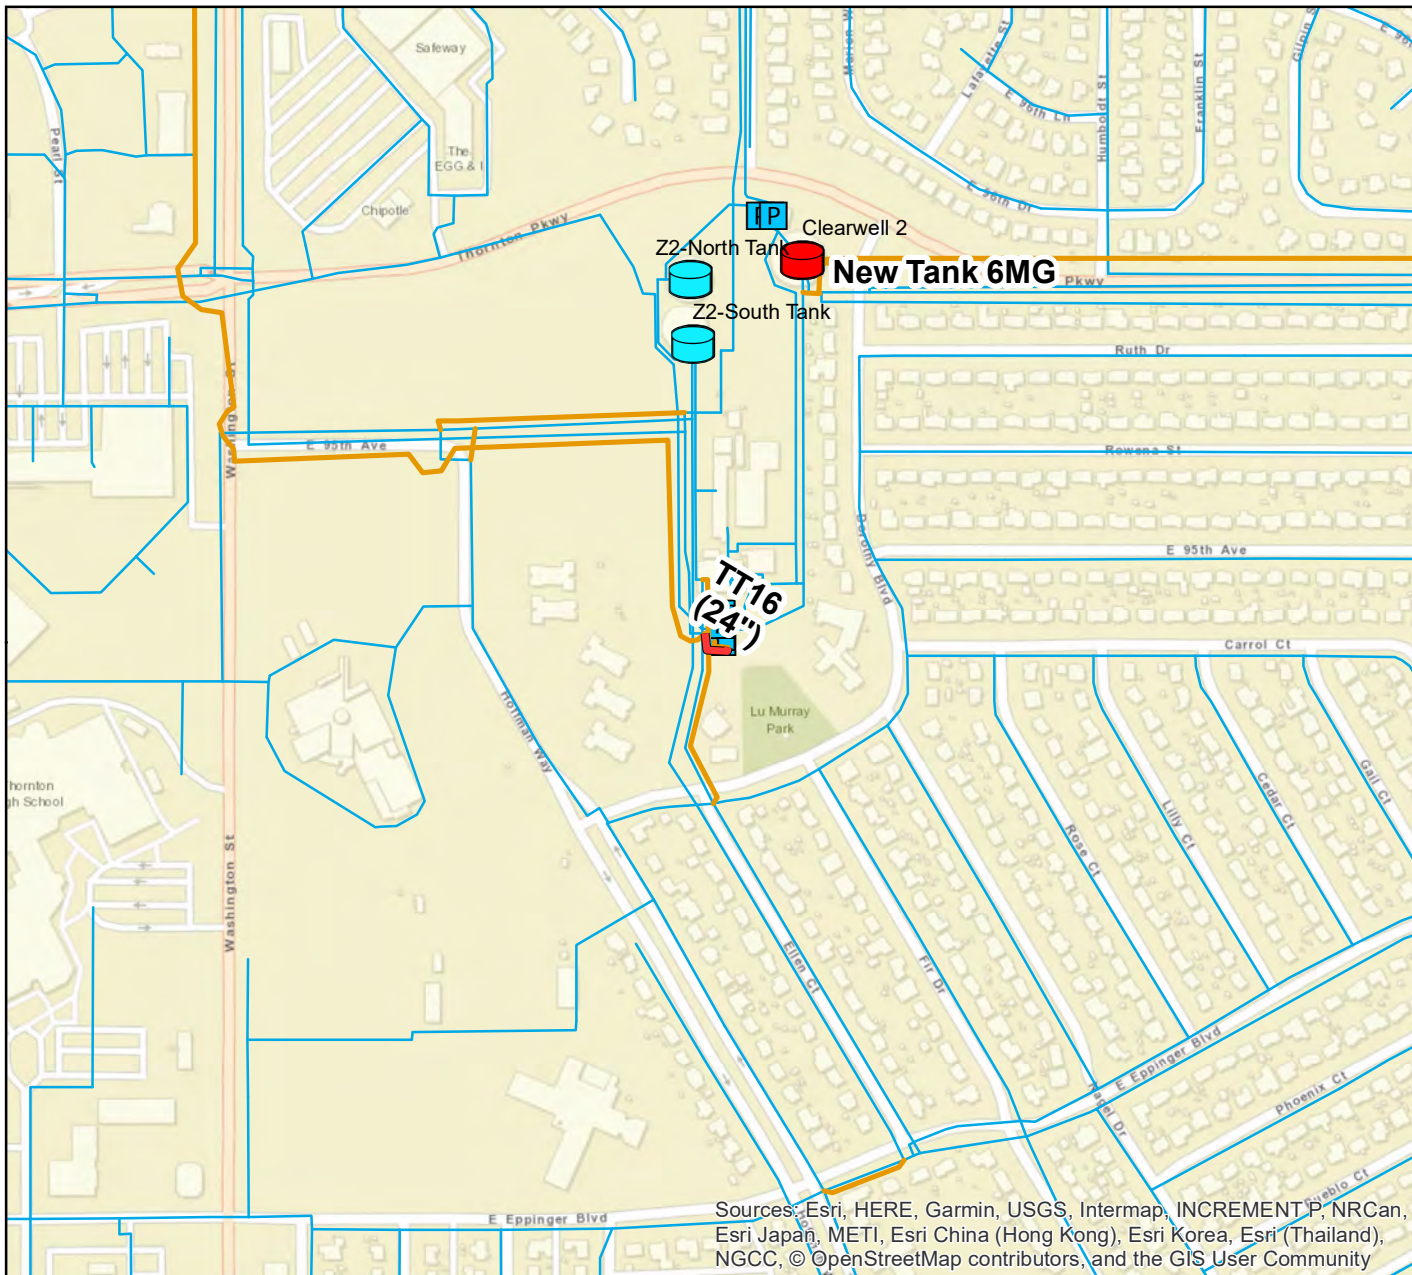 Safeway
The
EGG & I
Chipotle
Pearl St
Thornton Pkwy
Lafayette St
E 96th Ln
Humboldt St
Franklin St
E 96th Dr
Clearwell 2
P
Z2-North Tank
New Tank 6MG
Pkwy
Z2-South Tank
Ruth Dr
Rowena St
E 95th Ave
E 95th Ave
Washington St
Dorothy Blvd
TT16
(24")
Carrol Ct
Lu Murray
Park
Hoffman Way
Gail Ct
Cedar Ct
Lilly Ct
Rose Ct
Fir Dr
Ellen Ct
Washington St
E Eppinger Blvd
Phoenix Ct
E Eppinger Blvd
Sources: Esri, HERE, Garmin, USGS, Intermap, INCREMENT P, NRCan,
Esri Japan, METI, Esri China (Hong Kong), Esri Korea, Esri (Thailand),
NGCC, © OpenStreetMap contributors, and the GIS User Community